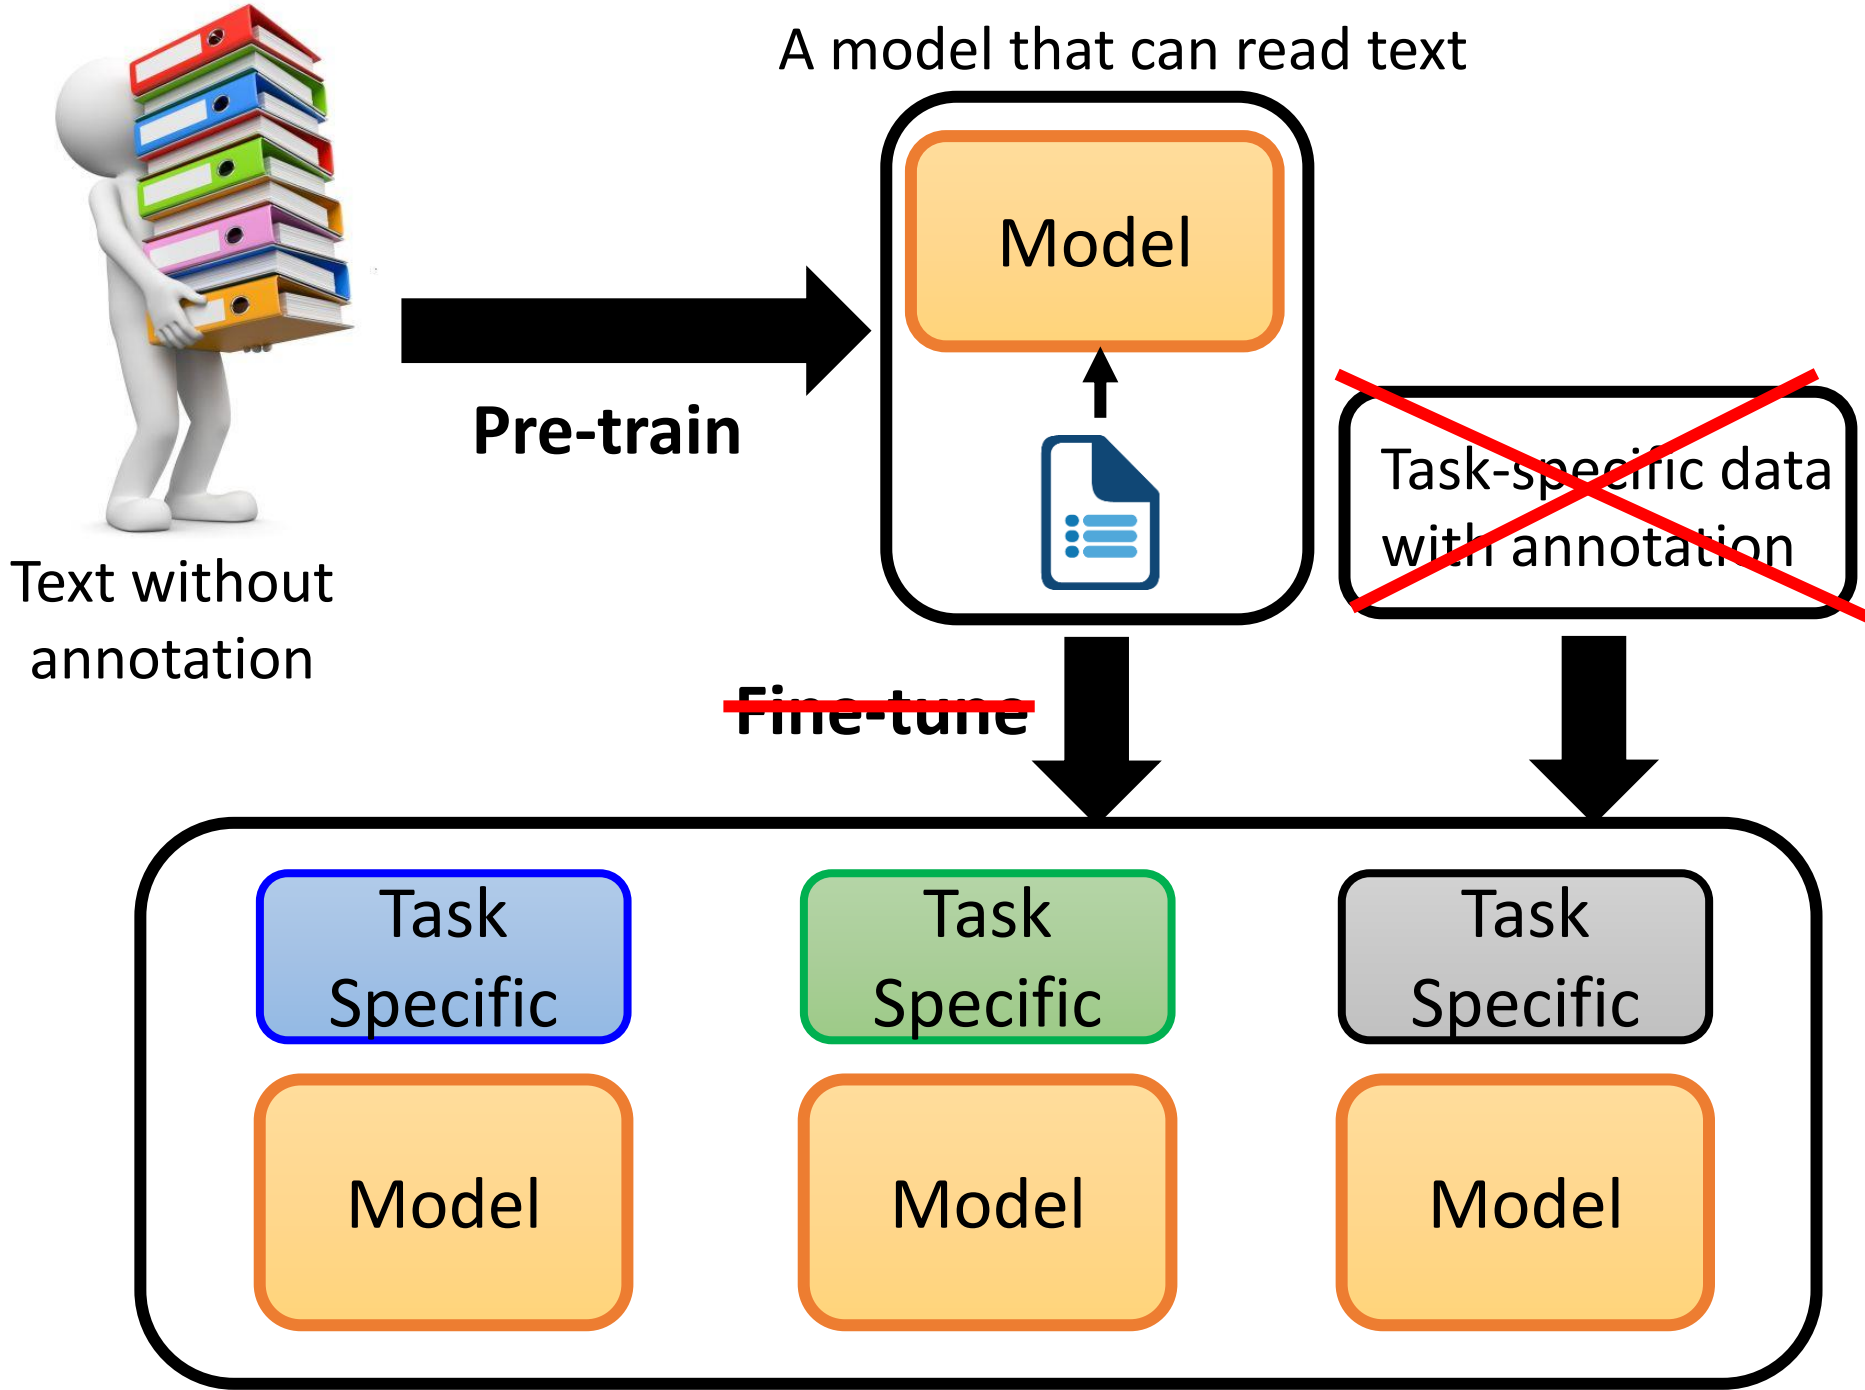 A model that can read text
Model
Pre-train
Task-specific data
with annotation
Text without
annotation
Fine-tune
Task
Specific
Task
Specific
Task
Specific
Model
Model
Model